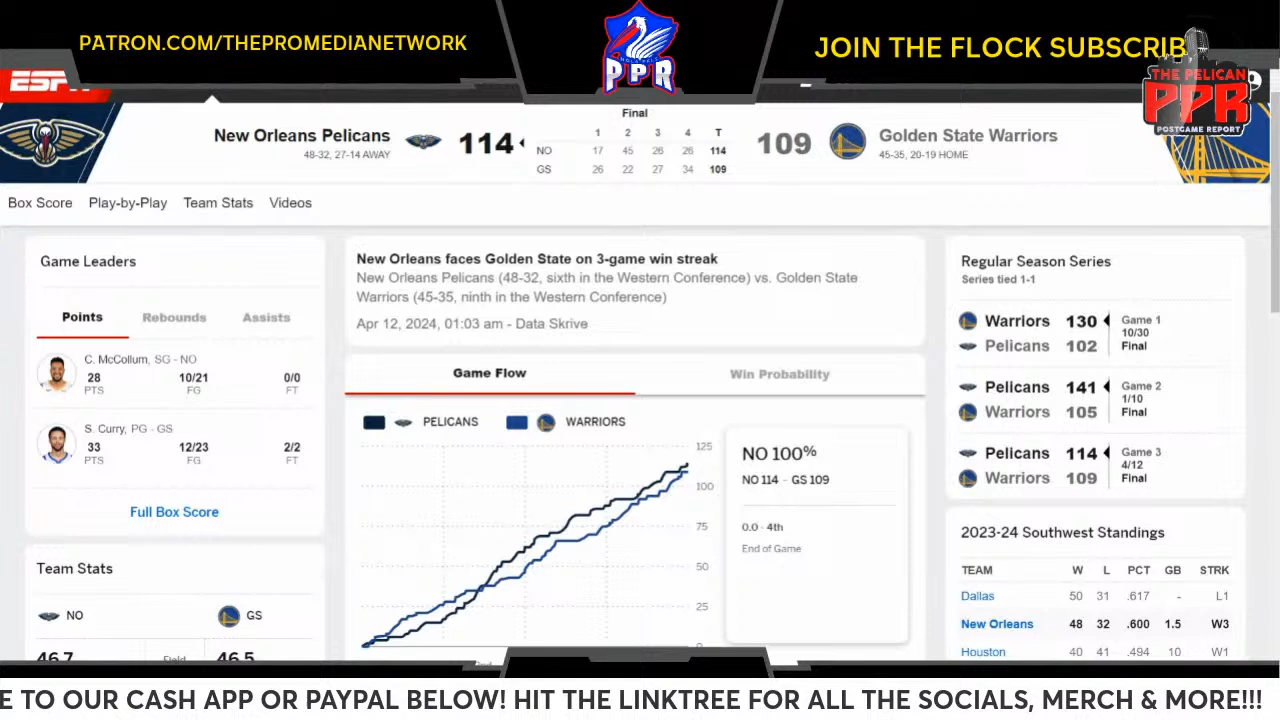 PATRON.COM/THEPROMEDIANETWORK
PPR
JOIN THE FLOCK SUBSCRIB
THE PELICAN
PPR
POSTGAME REPORT
New Orleans Pelicans
48-32, 27-14 AWAY
114
Final
1 2 3 4 T
NO 17 45 26 26 114
GS 26 22 27 34 109
109
Golden State Warriors
45-35, 20-19 HOME
Box Score Play-by-Play Team Stats Videos
Game Leaders
Points Rebounds Assists
C. McCollum, SG - NO
28 10/21 0/0
PTS FG FT
S. Curry, PG - GS
33 12/23 2/2
PTS FG FT
Full Box Score
Team Stats
NO GS
46.7 Field 46.5
New Orleans faces Golden State on 3-game win streak
New Orleans Pelicans (48-32, sixth in the Western Conference) vs. Golden State
Warriors (45-35, ninth in the Western Conference)
Apr 12, 2024, 01:03 am - Data Skrive
Game Flow Win Probability
PELICANS WARRIORS
125
100
75
50
25
0
NO 100%
NO 114 - GS 109
0.0 - 4th
End of Game
Regular Season Series
Series tied 1-1
Warriors 130 Game 1
10/30
Pelicans 102 Final
Pelicans 141 Game 2
1/10
Warriors 105 Final
Pelicans 114 Game 3
4/12
Warriors 109 Final
2023-24 Southwest Standings
TEAM W L PCT GB STRK
Dallas 50 31 .617 - L1
New Orleans 48 32 .600 1.5 W3
Houston 40 41 .494 10 W1
E TO OUR CASH APP OR PAYPAL BELOW! HIT THE LINKTREE FOR ALL THE SOCIALS, MERCH & MORE!!!